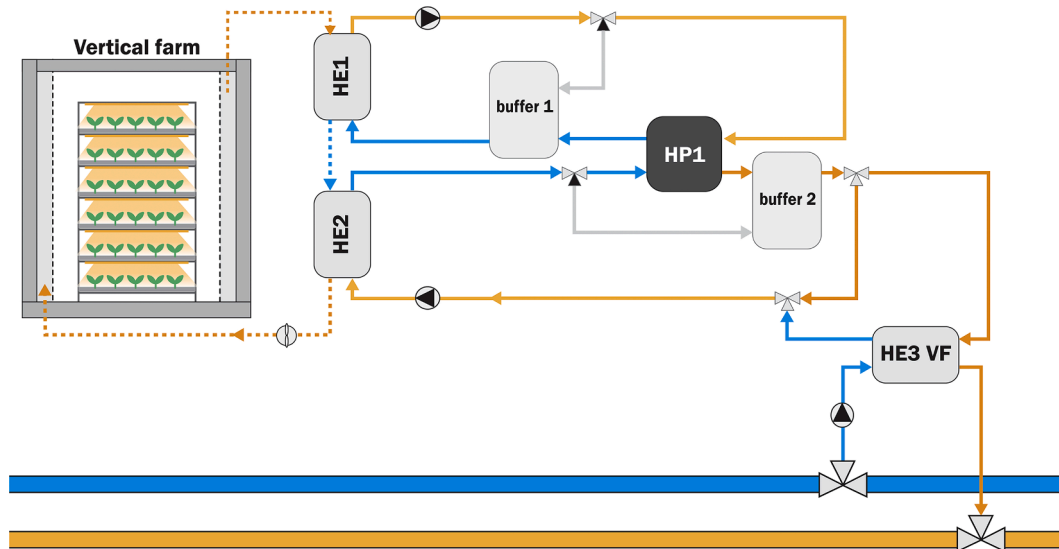 Vertical farm
HE1
buffer 1
HP1
HE2
buffer 2
HE3 VF